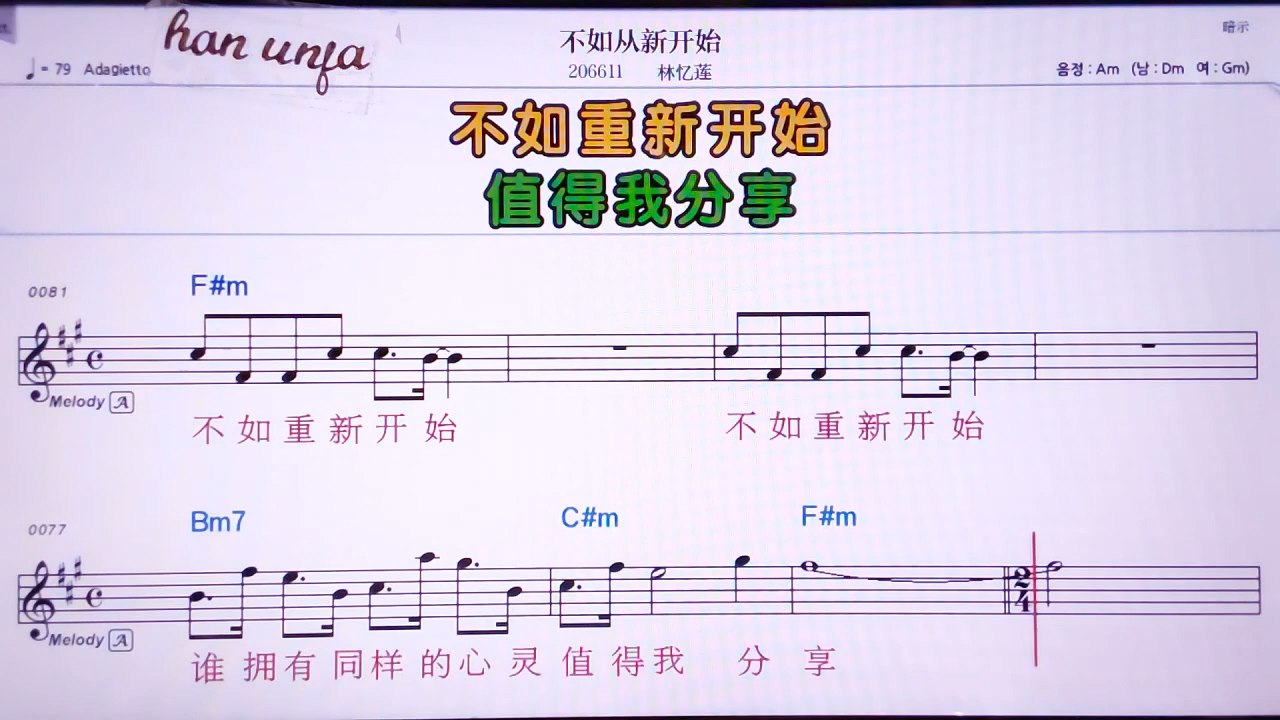 han unfa
不如从新开始
暗示
♩= 79 Adagietto
206611 林忆莲
음정 : Am (남 : Dm 여 : Gm)
不如重新开始
值得我分享
0081
F#m
Melody A
不如重新开始 不如重新开始
0077
Bm7 C#m F#m
2/4
Melody A
谁拥有同样的心灵值得我分享